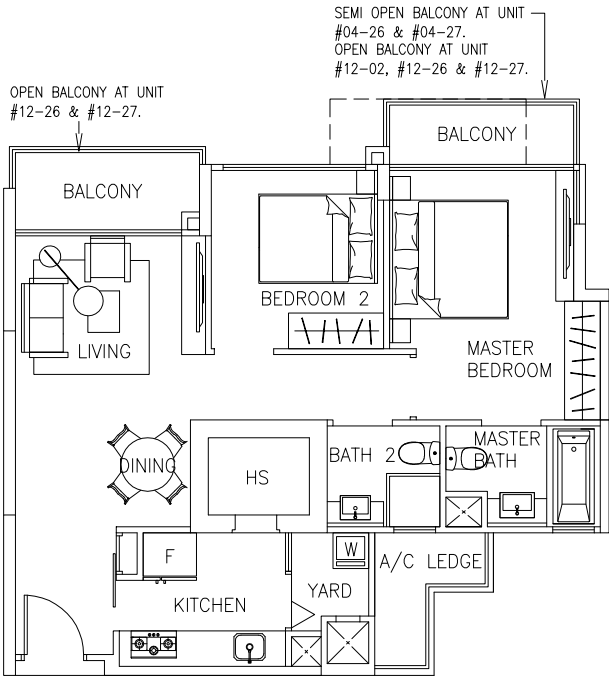 SEMI OPEN BALCONY AT UNIT
#04-26 & #04-27.
OPEN BALCONY AT UNIT
#12-02, #12-26 & #12-27.
OPEN BALCONY AT UNIT
#12-26 & #12-27.
BALCONY
BALCONY
BEDROOM 2
LIVING
MASTER
BEDROOM
DINING
HS
BATH 2
MASTER
BATH
F
W
A/C LEDGE
YARD
KITCHEN